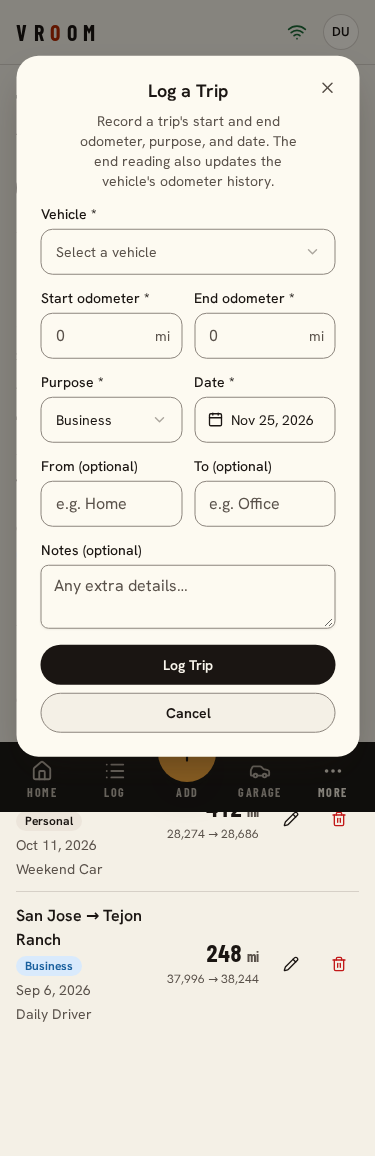 VROOM
DU
Log a Trip
Record a trip's start and end
odometer, purpose, and date. The
end reading also updates the
vehicle's odometer history.
Vehicle *
Select a vehicle
Start odometer *
End odometer *
0 mi
0 mi
Purpose *
Date *
Business
Nov 25, 2026
From (optional)
To (optional)
e.g. Home
e.g. Office
Notes (optional)
Any extra details…
Log Trip
Cancel
HOME
LOG
ADD
GARAGE
MORE
Personal
412 mi
28,274 → 28,686
Oct 11, 2026
Weekend Car
San Jose → Tejon
Ranch
Business
248 mi
37,996 → 38,244
Sep 6, 2026
Daily Driver